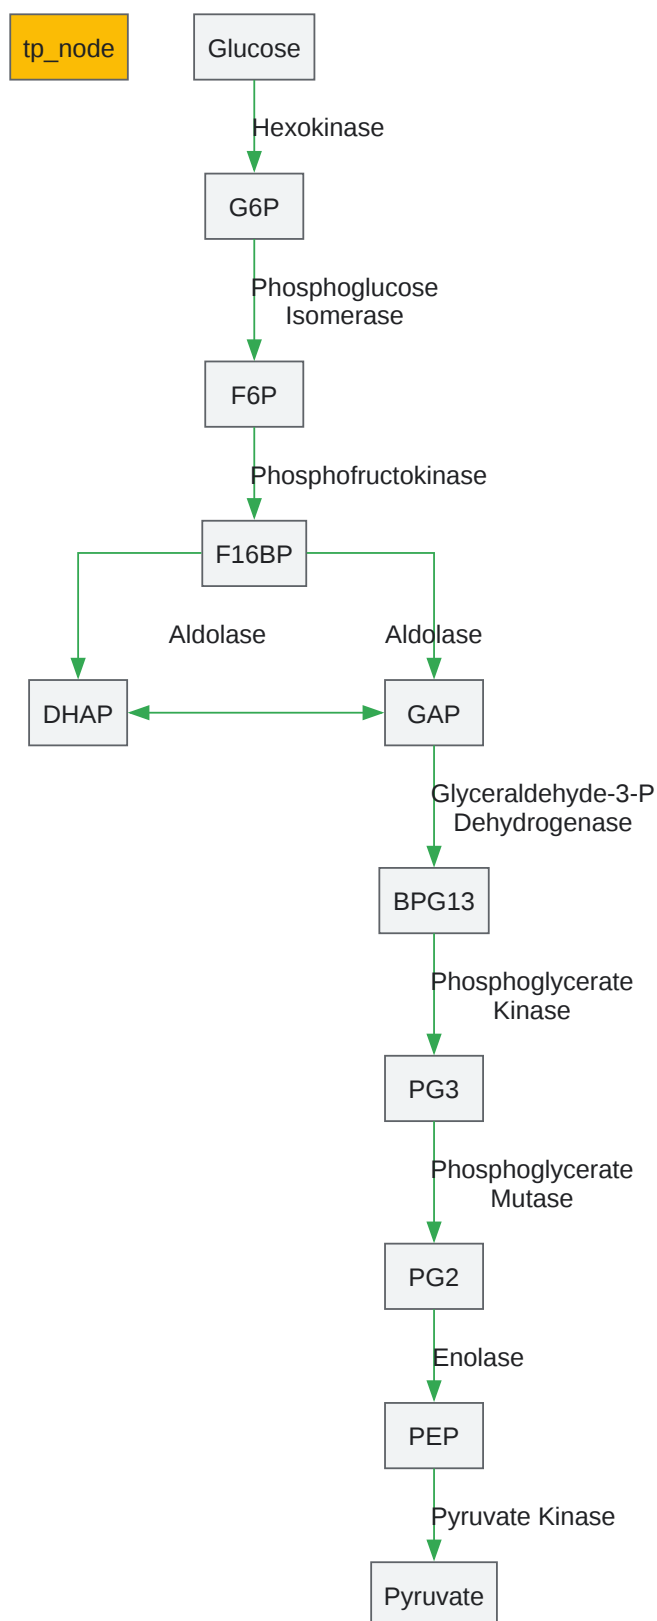 tp_node
Glucose
Hexokinase
G6P
Phosphoglucose
Isomerase
F6P
Phosphofructokinase
F16BP
Aldolase
Aldolase
DHAP
GAP
Glyceraldehyde-3-P
Dehydrogenase
BPG13
Phosphoglycerate
Kinase
PG3
Phosphoglycerate
Mutase
PG2
Enolase
PEP
Pyruvate Kinase
Pyruvate